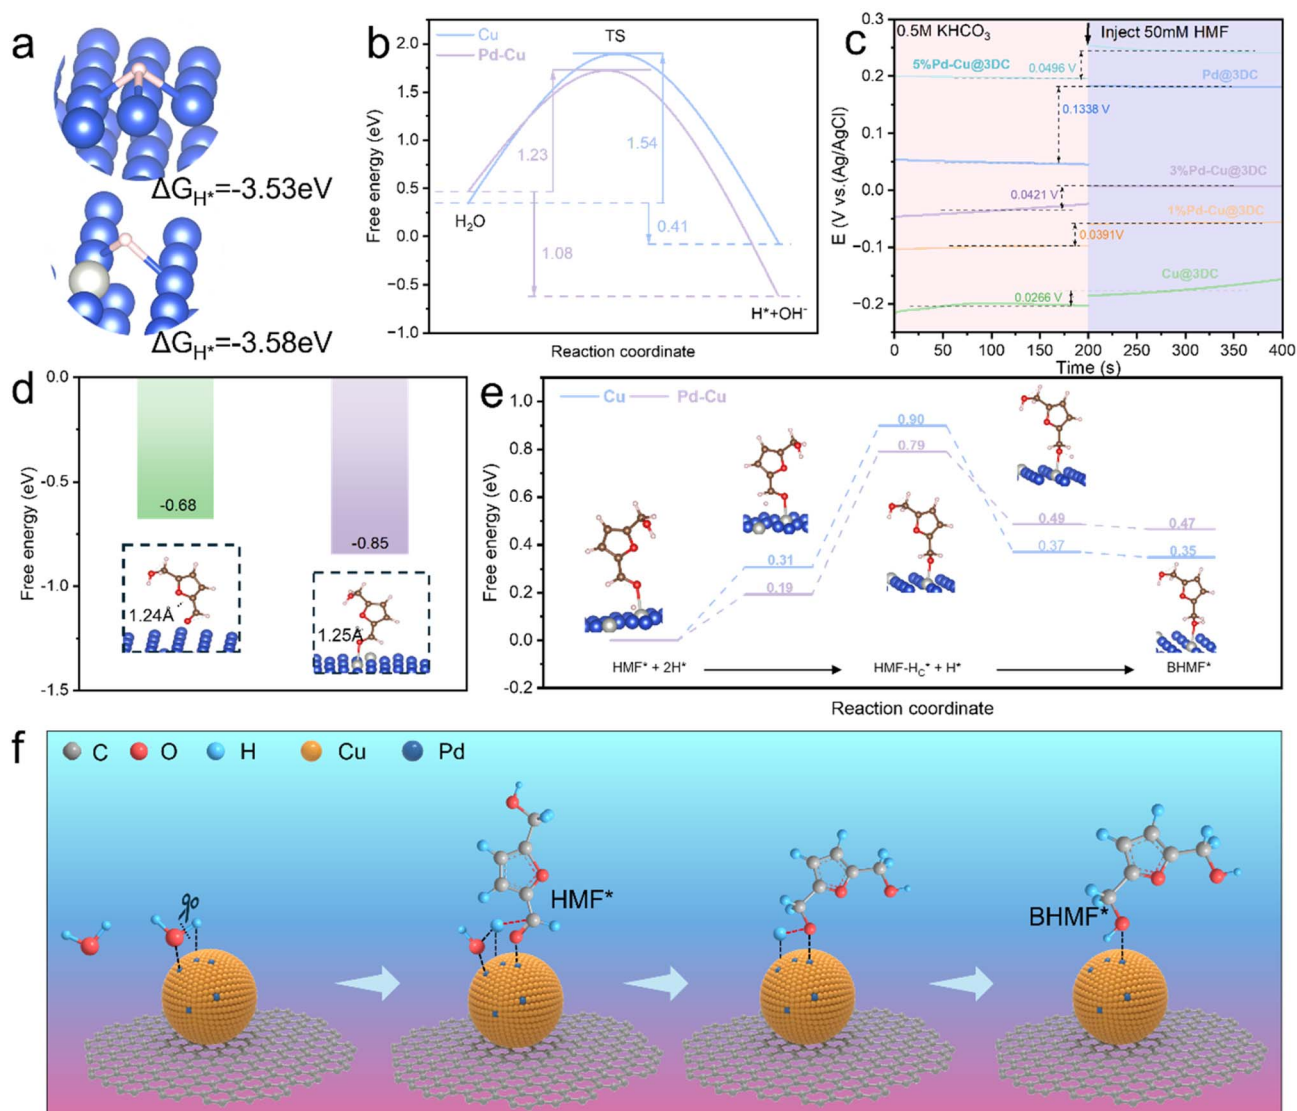 a
ΔG_H*=-3.53eV
ΔG_H*=-3.58eV
b
Cu
Pd-Cu
TS
2.0
1.5
1.0
0.5
0.0
−0.5
−1.0
Free energy (eV)
1.23
1.54
0.41
1.08
H₂O
H*+OH⁻
Reaction coordinate
c
0.5M KHCO₃
Inject 50mM HMF
5%Pd-Cu@3DC
0.0496 V
Pd@3DC
0.1338 V
3%Pd-Cu@3DC
0.0421 V
1%Pd-Cu@3DC
0.0391V
Cu@3DC
0.0266 V
0.3
0.2
0.1
0.0
−0.1
−0.2
E (V vs.(Ag/AgCl)
0 50 100 150 200 250 300 350 400
Time (s)
d
0.0
-0.5
-1.0
-1.5
Free energy (eV)
-0.68
-0.85
1.24Å
1.25Å
e
Cu
Pd-Cu
1.0
0.8
0.6
0.4
0.2
0.0
-0.2
Free energy (eV)
0.90
0.79
0.31
0.19
0.49
0.37
0.47
0.35
HMF* + 2H*
HMF-H_C* + H*
BHMF*
Reaction coordinate
f
C O H Cu Pd
HMF*
BHMF*